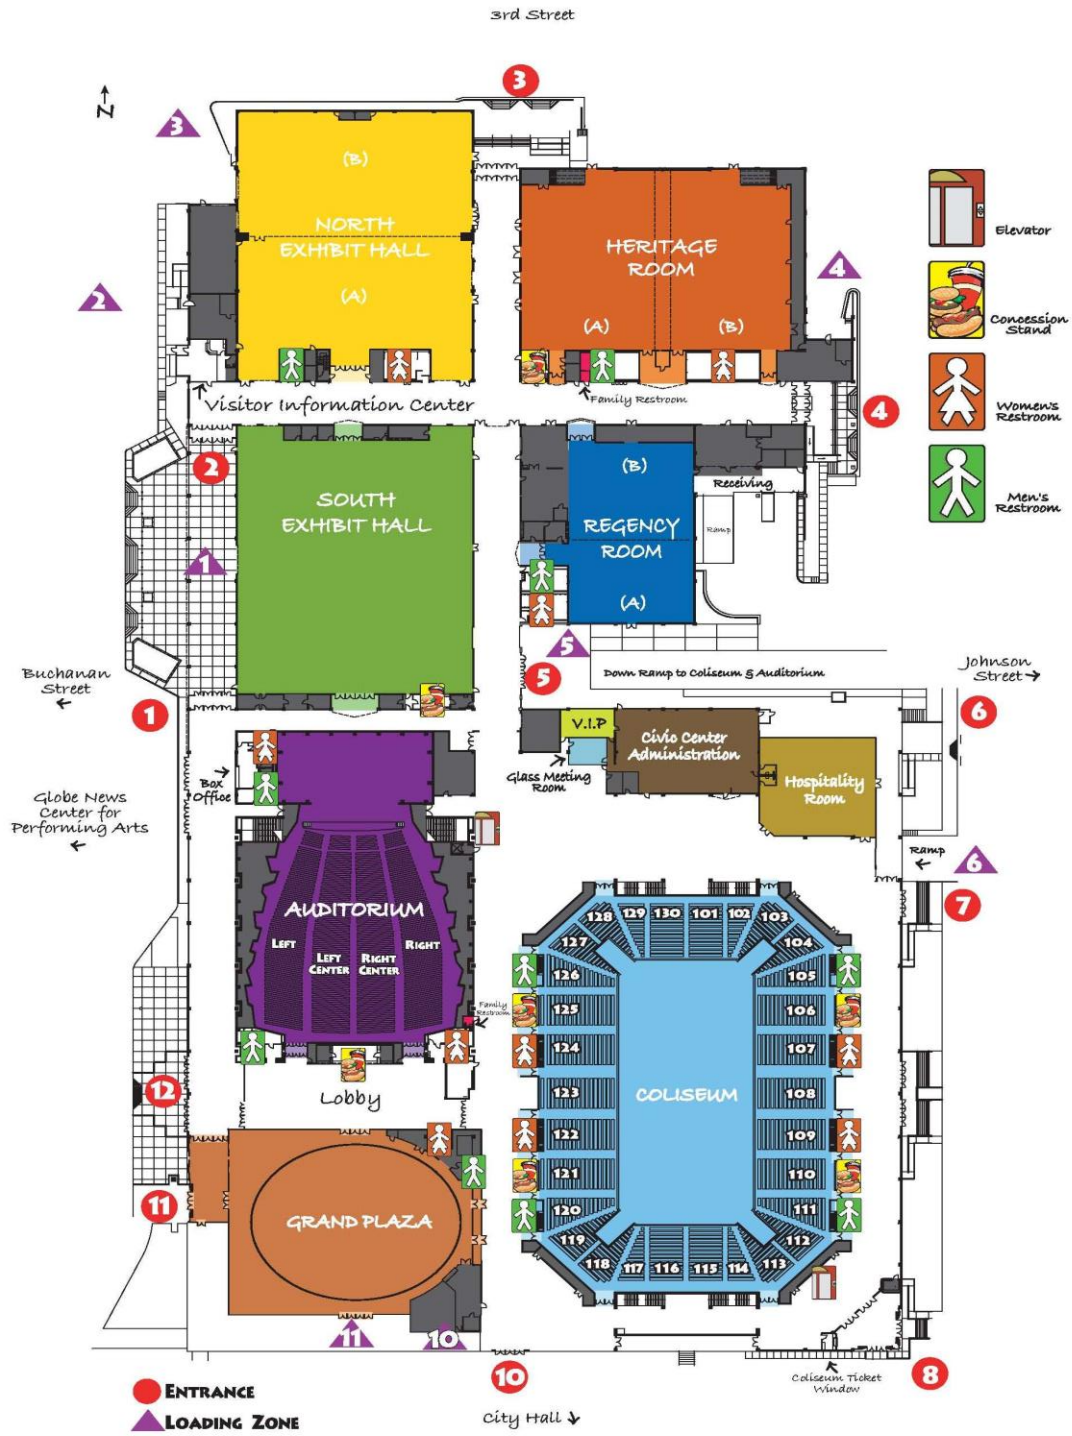 3rd Street
3
N
3
(B)
NORTH
EXHIBIT HALL
(A)
HERITAGE
ROOM
(A)
(B)
4
2
Elevator
Concession
Stand
Women's
Restroom
Men's
Restroom
Family Restroom
Visitor Information Center
4
2
SOUTH
EXHIBIT HALL
1
(B)
REGENCY
ROOM
(A)
Receiving
Ramp
5
5
Down Ramp to Coliseum & Auditorium
Buchanan
Street
Johnson
Street
1
6
V.I.P
Glass Meeting
Room
Civic Center
Administration
Hospitality
Room
Box
Office
Globe News
Center for
Performing Arts
Ramp
6
7
AUDITORIUM
LEFT
LEFT
CENTER
RIGHT
CENTER
RIGHT
Family
Restroom
128
129
130
101
102
103
127
104
126
105
125
106
124
107
123
108
COLISEUM
122
109
121
110
120
111
119
112
118
117
116
115
114
113
12
Lobby
11
GRAND PLAZA
11
10
10
8
Coliseum Ticket
Window
ENTRANCE
LOADING ZONE
City Hall